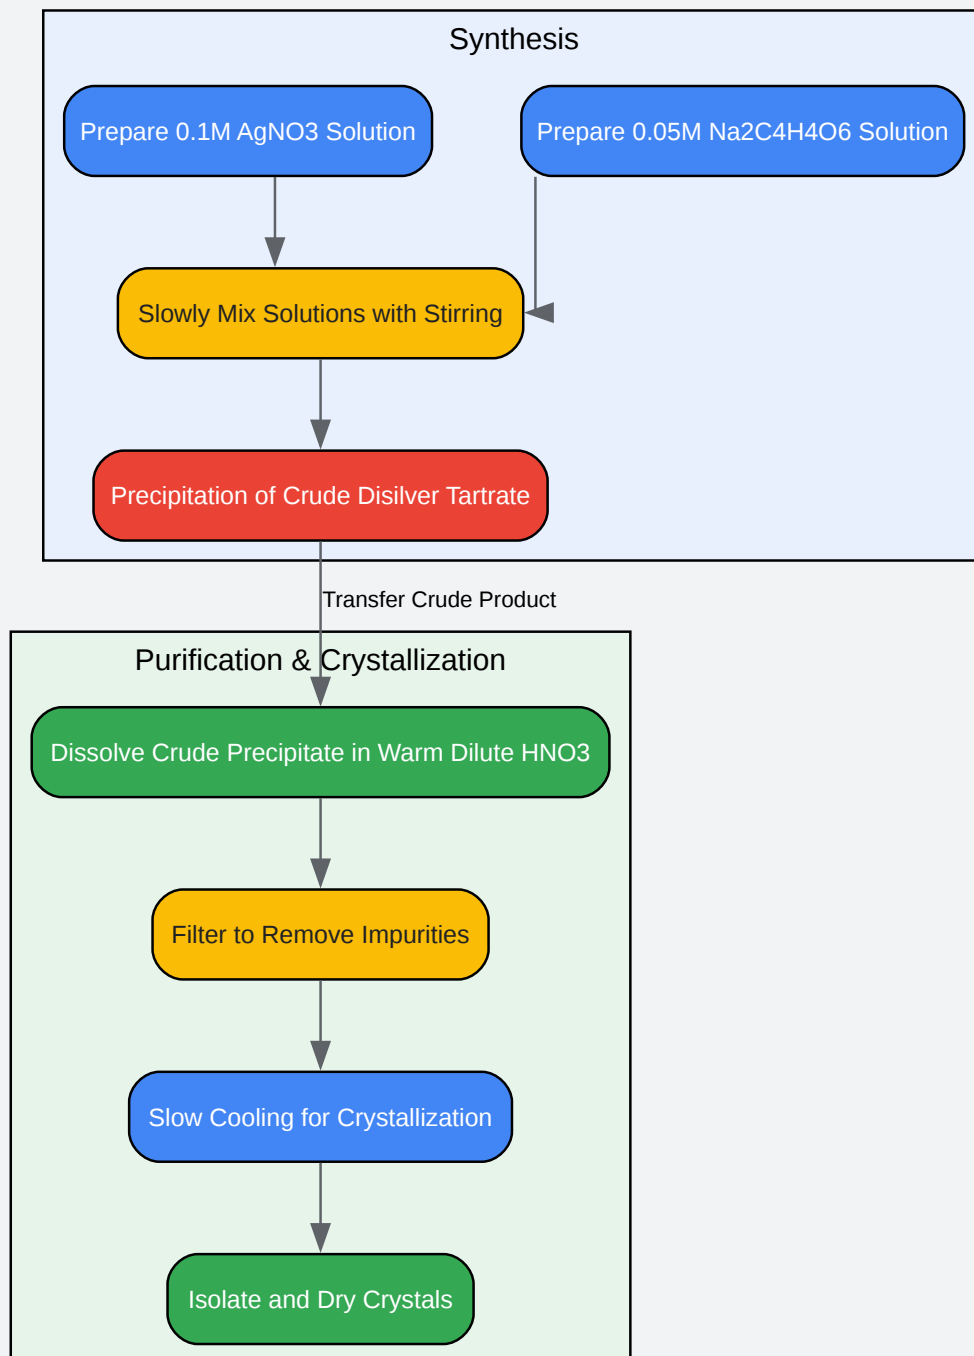 Synthesis
Prepare 0.1M AgNO3 Solution
Prepare 0.05M Na2C4H4O6 Solution
Slowly Mix Solutions with Stirring
Precipitation of Crude Disilver Tartrate
Transfer Crude Product
Purification & Crystallization
Dissolve Crude Precipitate in Warm Dilute HNO3
Filter to Remove Impurities
Slow Cooling for Crystallization
Isolate and Dry Crystals